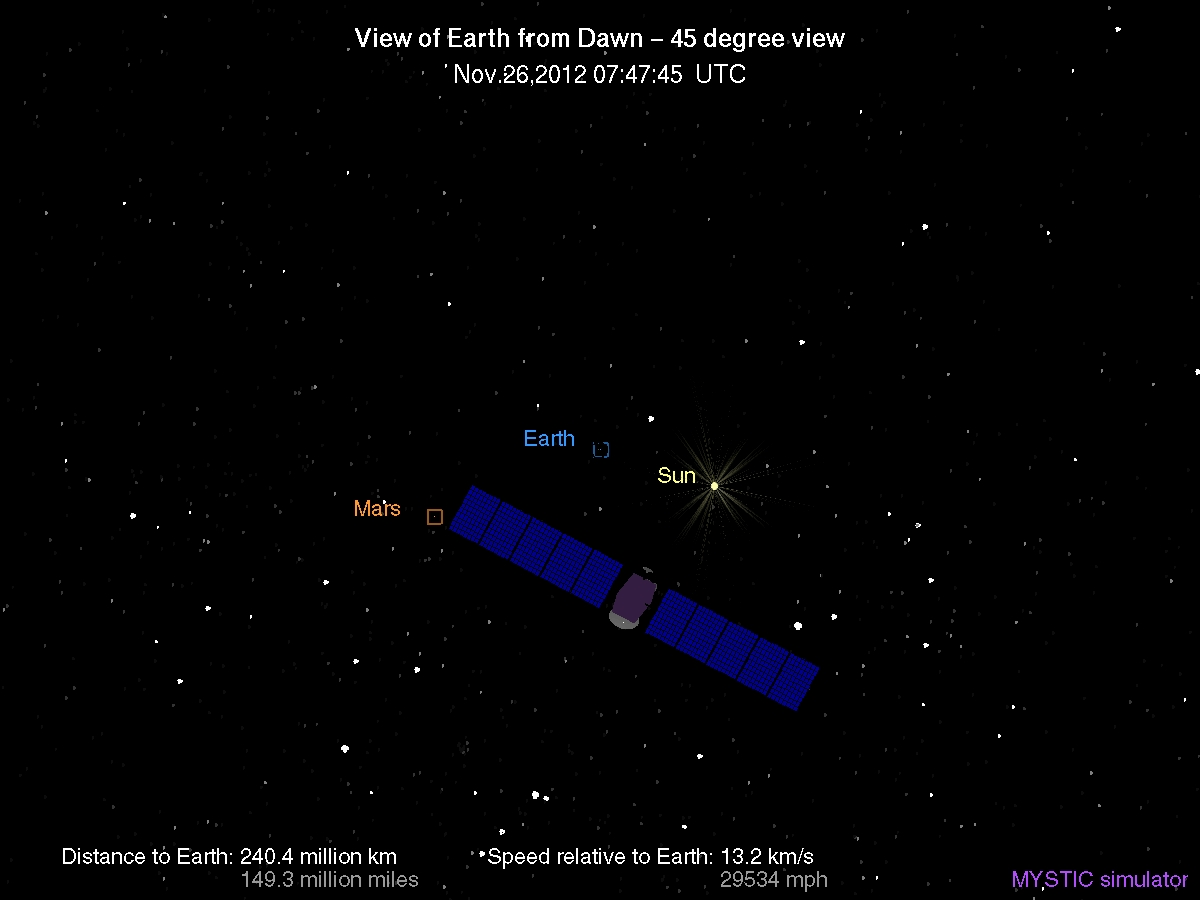 View of Earth from Dawn – 45 degree view
Nov.26,2012 07:47:45 UTC
Earth
Sun
Mars
Distance to Earth: 240.4 million km
149.3 million miles
Speed relative to Earth: 13.2 km/s
29534 mph
MYSTIC simulator